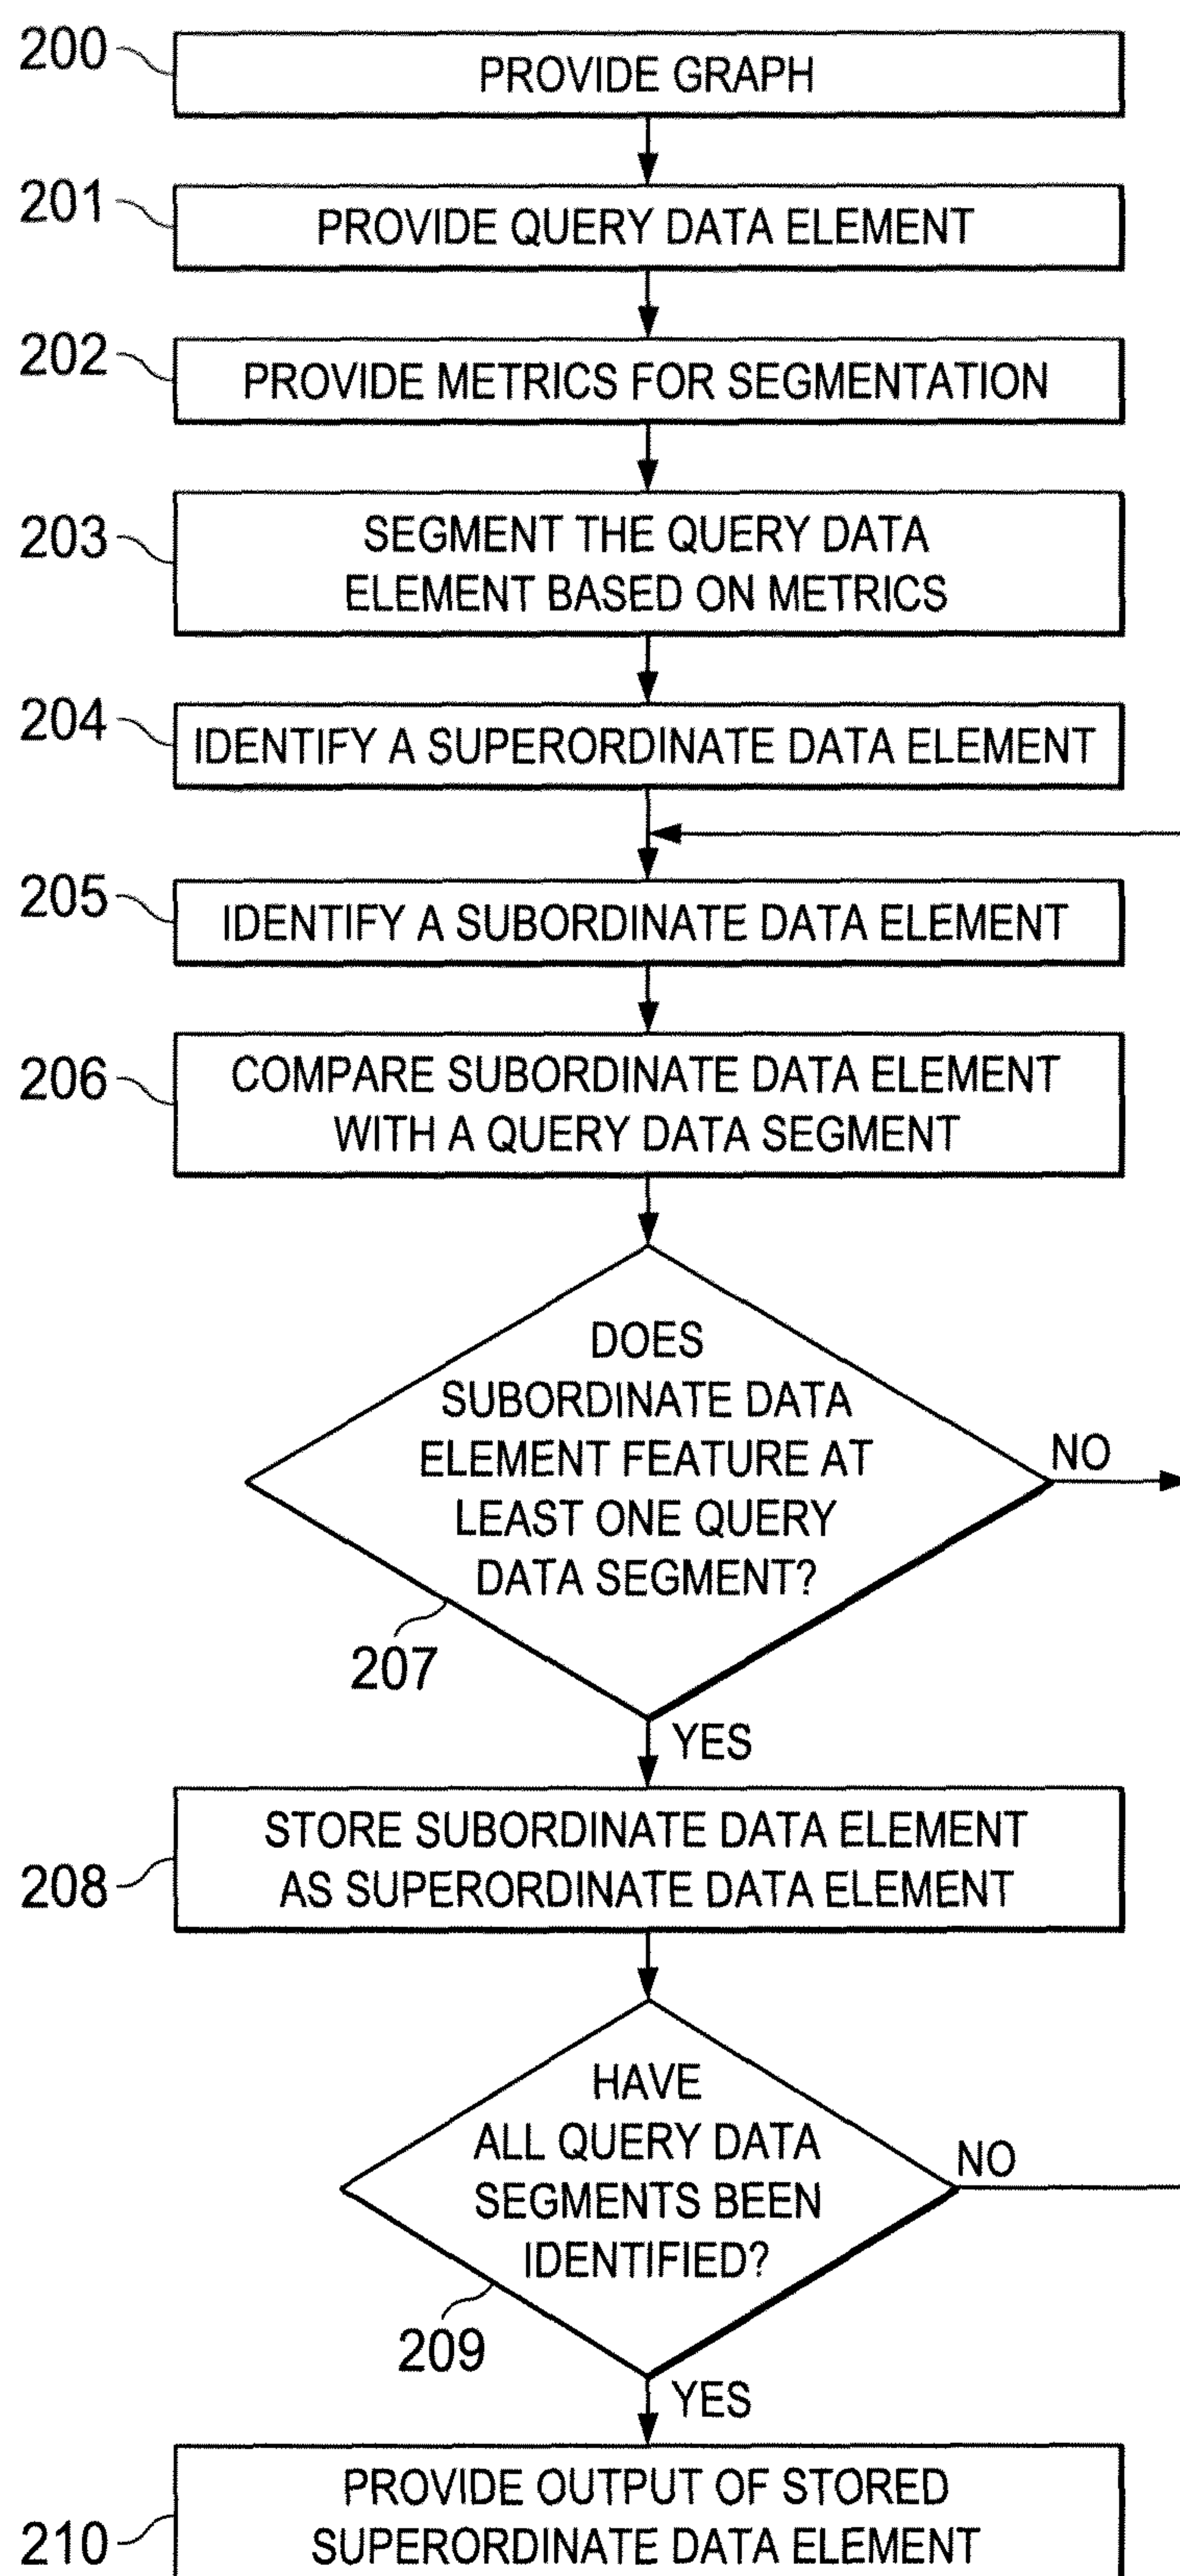 200
PROVIDE GRAPH
201
PROVIDE QUERY DATA ELEMENT
202
PROVIDE METRICS FOR SEGMENTATION
203
SEGMENT THE QUERY DATA
ELEMENT BASED ON METRICS
204
IDENTIFY A SUPERORDINATE DATA ELEMENT
205
IDENTIFY A SUBORDINATE DATA ELEMENT
206
COMPARE SUBORDINATE DATA ELEMENT
WITH A QUERY DATA SEGMENT
DOES
SUBORDINATE DATA
ELEMENT FEATURE AT
LEAST ONE QUERY
DATA SEGMENT?
NO
207
YES
208
STORE SUBORDINATE DATA ELEMENT
AS SUPERORDINATE DATA ELEMENT
HAVE
ALL QUERY DATA
SEGMENTS BEEN
IDENTIFIED?
NO
209
YES
210
PROVIDE OUTPUT OF STORED
SUPERORDINATE DATA ELEMENT